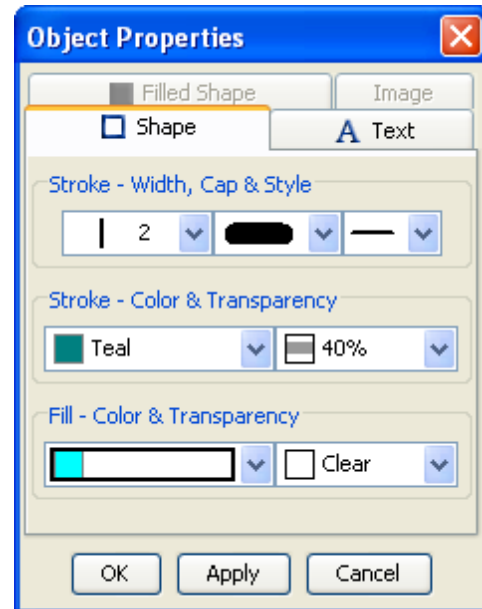 Object Properties
Filled Shape Image
Shape A Text
Stroke - Width, Cap & Style
2
Stroke - Color & Transparency
Teal 40%
Fill - Color & Transparency
Clear
OK Apply Cancel